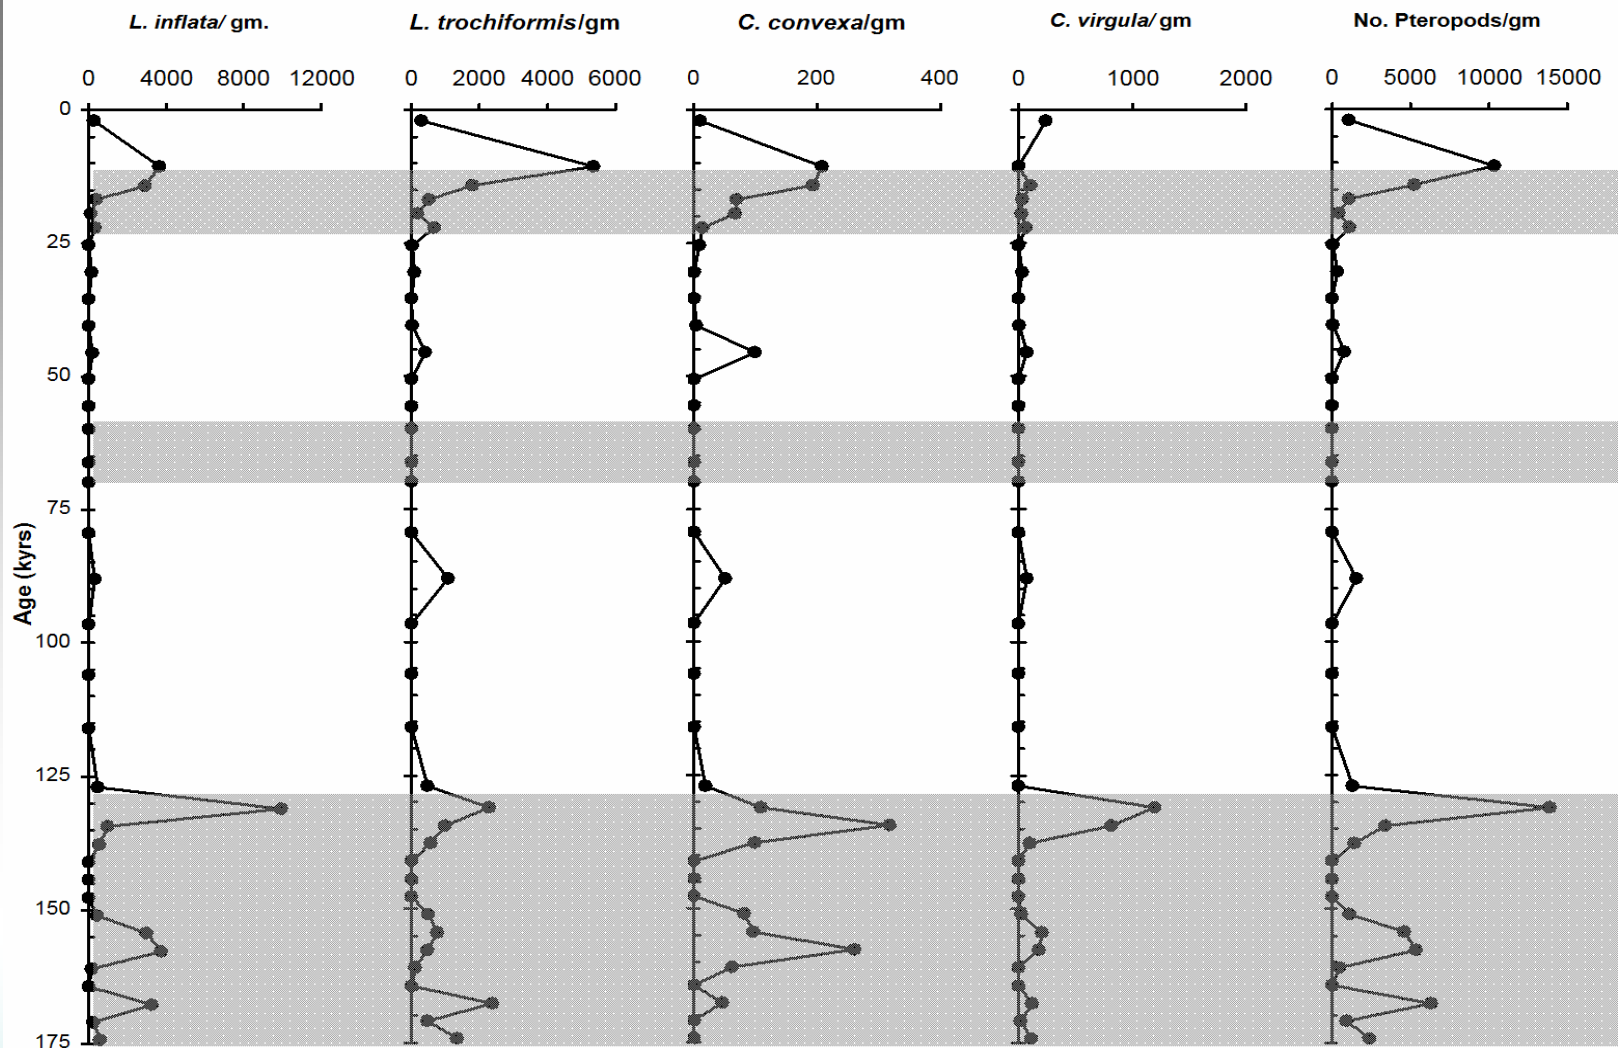 L. inflata/ gm. L. trochiformis/gm C. convexa/gm C. virgula/ gm No. Pteropods/gm
0 4000 8000 12000 0 2000 4000 6000 0 200 400 0 1000 2000 0 5000 10000 15000
0
25
50
75
Age (kyrs)
100
125
150
175